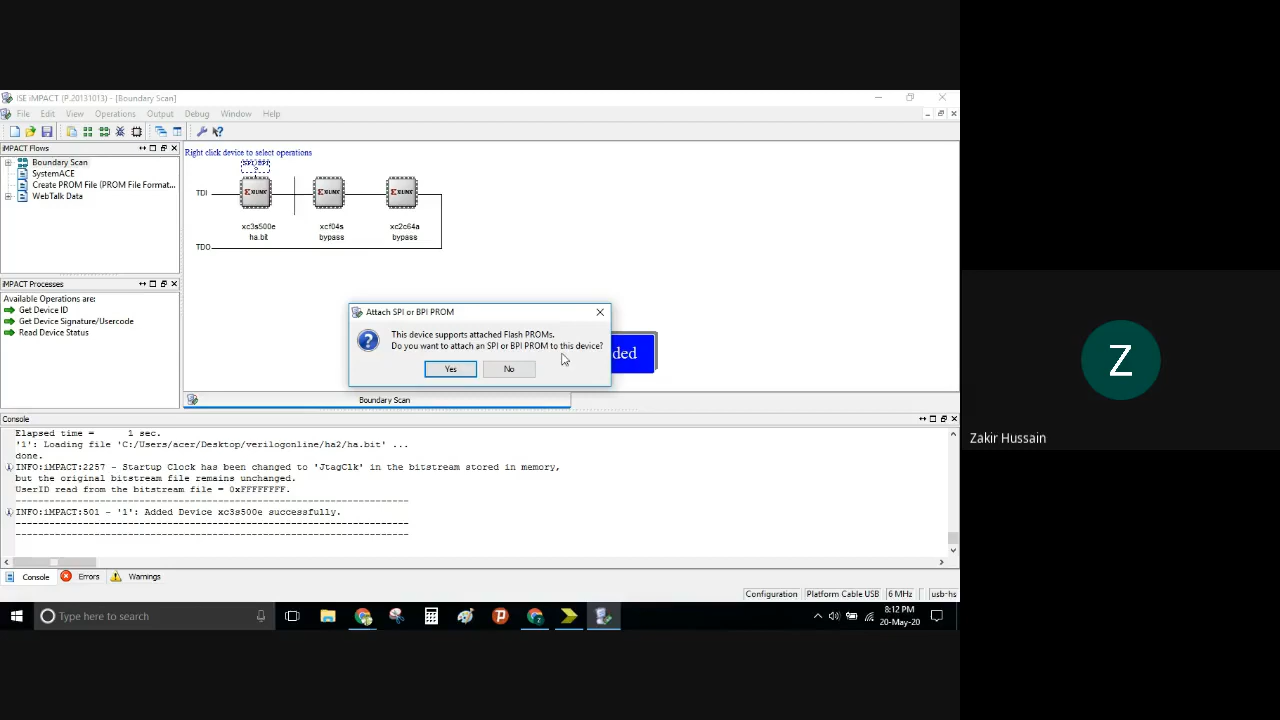 ISE iMPACT (P.20131013) - [Boundary Scan]
File Edit View Operations Output Debug Window Help
iMPACT Flows
Boundary Scan
SystemACE
Create PROM File (PROM File Format...
WebTalk Data
Right click device to select operations
SPI/BPI
?
TDI
XILINX XILINX XILINX
xc3s500e xcf04s xc2c64a
ha.bit bypass bypass
TDO
iMPACT Processes
Available Operations are:
Get Device ID
Get Device Signature/Usercode
Read Device Status
Attach SPI or BPI PROM
This device supports attached Flash PROMs.
Do you want to attach an SPI or BPI PROM to this device?
Yes No
ded
Boundary Scan
Console
Elapsed time = 1 sec.
'1': Loading file 'C:/Users/acer/Desktop/verilogonline/ha2/ha.bit' ...
done.
INFO:iMPACT:2257 - Startup Clock has been changed to 'JtagClk' in the bitstream stored in memory,
but the original bitstream file remains unchanged.
UserID read from the bitstream file = 0xFFFFFFFF.
----------------------------------------------------------------------
INFO:iMPACT:501 - '1': Added Device xc3s500e successfully.
----------------------------------------------------------------------
----------------------------------------------------------------------
Console Errors Warnings
Configuration Platform Cable USB 6 MHz usb-hs
Type here to search
8:12 PM
20-May-20
Z
Zakir Hussain